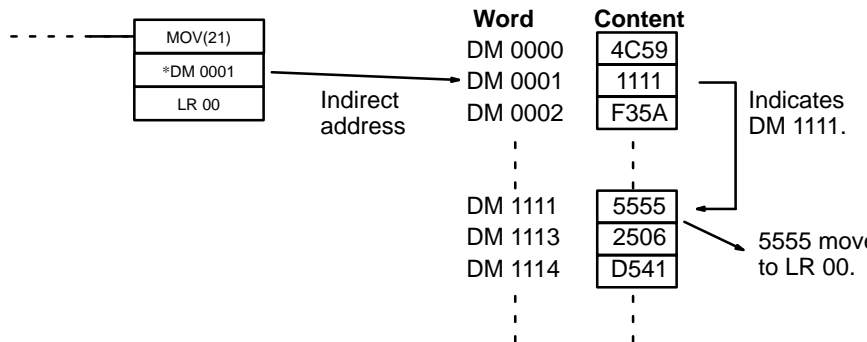 MOV(21)
*DM 0001
LR 00
Indirect
address
Word Content
DM 0000 4C59
DM 0001 1111
DM 0002 F35A
Indicates
DM 1111.
DM 1111 5555
DM 1113 2506
DM 1114 D541
5555 move
to LR 00.